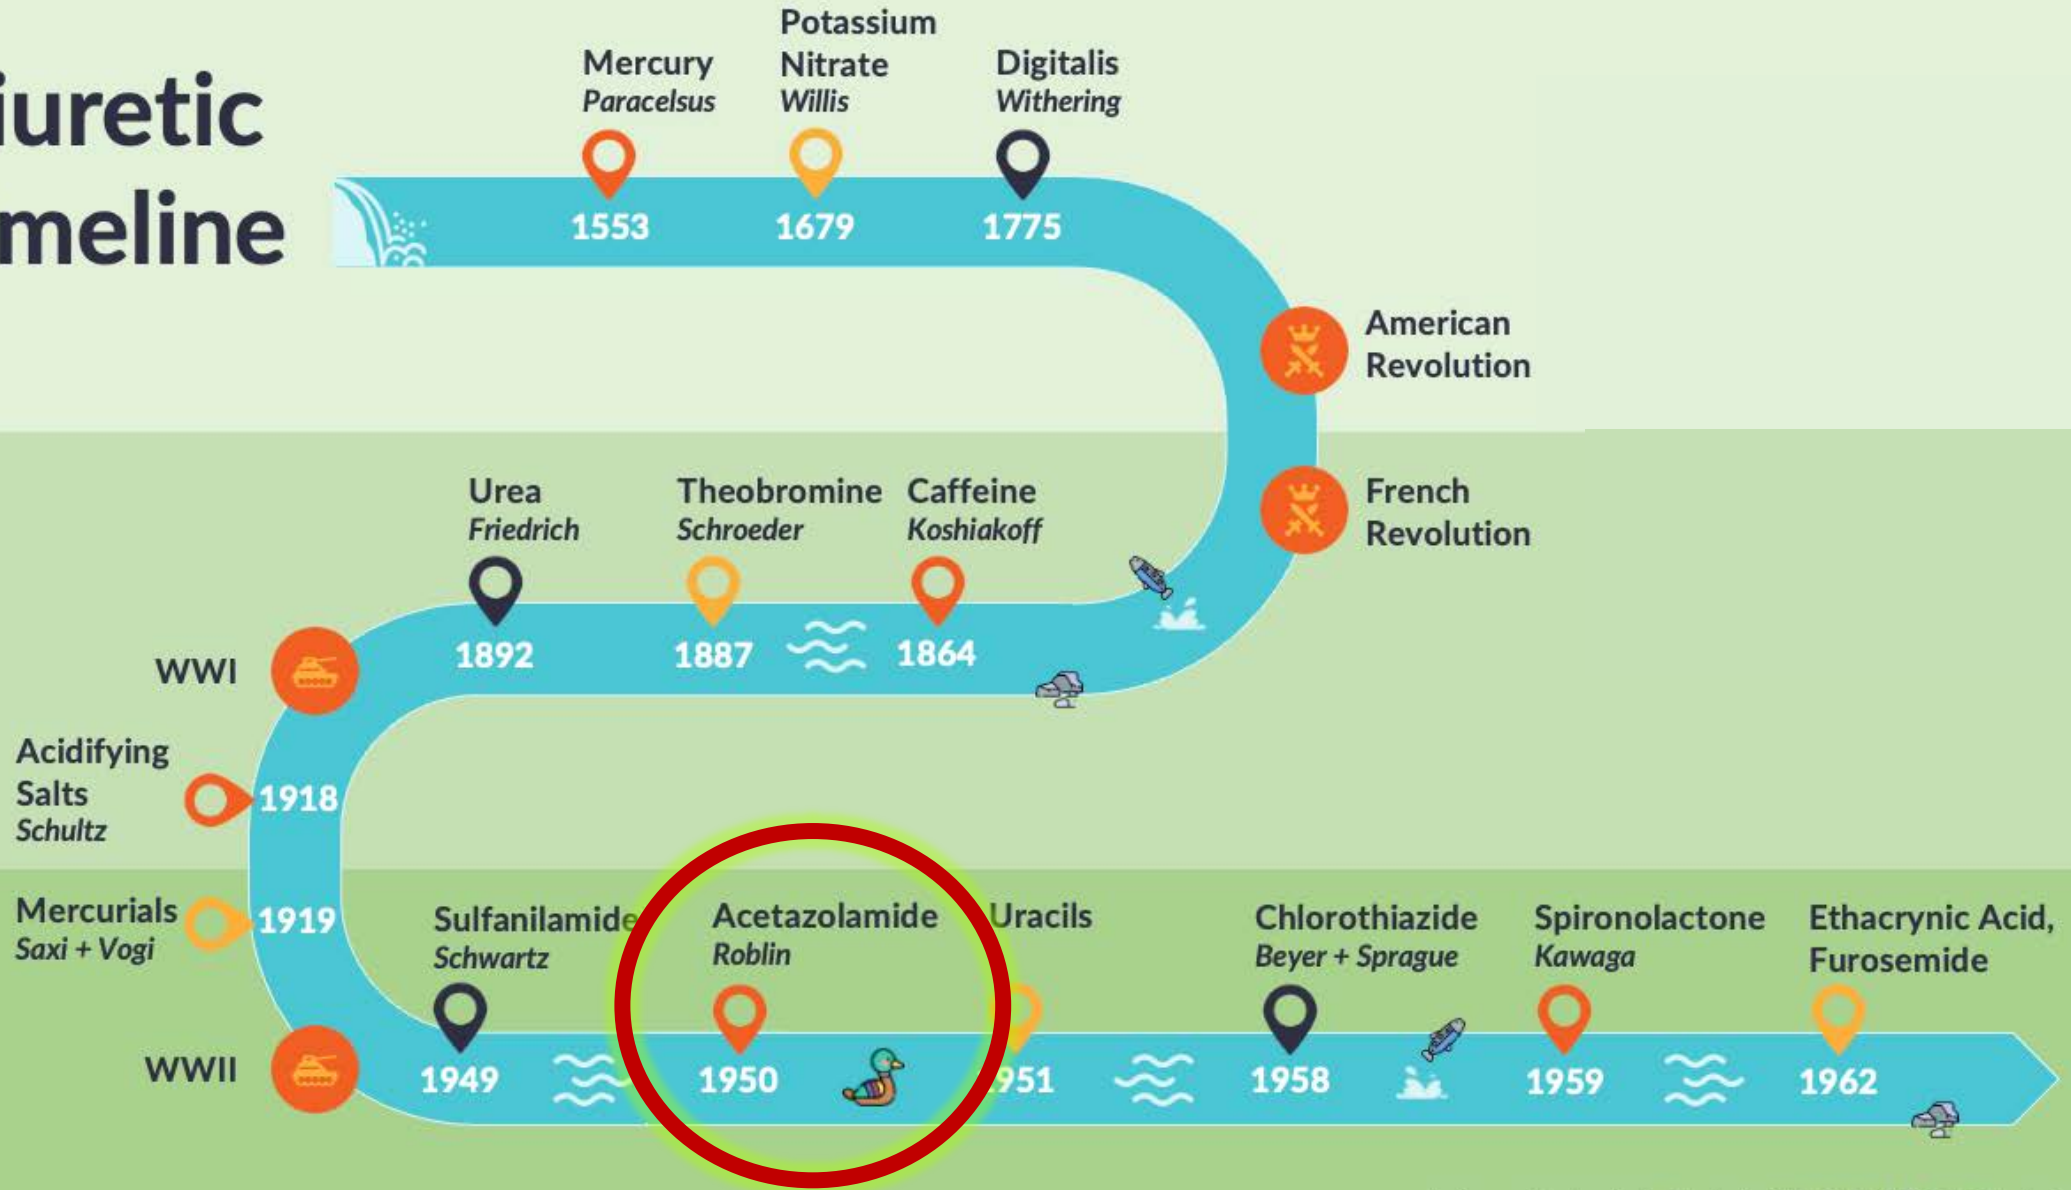 iuretic
meline
Mercury
Paracelsus
1553
Potassium
Nitrate
Willis
1679
Digitalis
Withering
1775
American
Revolution
French
Revolution
Caffeine
Koshiakoff
1864
Theobromine
Schroeder
1887
Urea
Friedrich
1892
WWI
Acidifying
Salts
Schultz
1918
Mercurials
Saxi + Vogi
1919
WWII
Sulfanilamide
Schwartz
1949
Acetazolamide
Roblin
1950
Uracils
951
Chlorothiazide
Beyer + Sprague
1958
Spironolactone
Kawaga
1959
Ethacrynic Acid,
Furosemide
1962